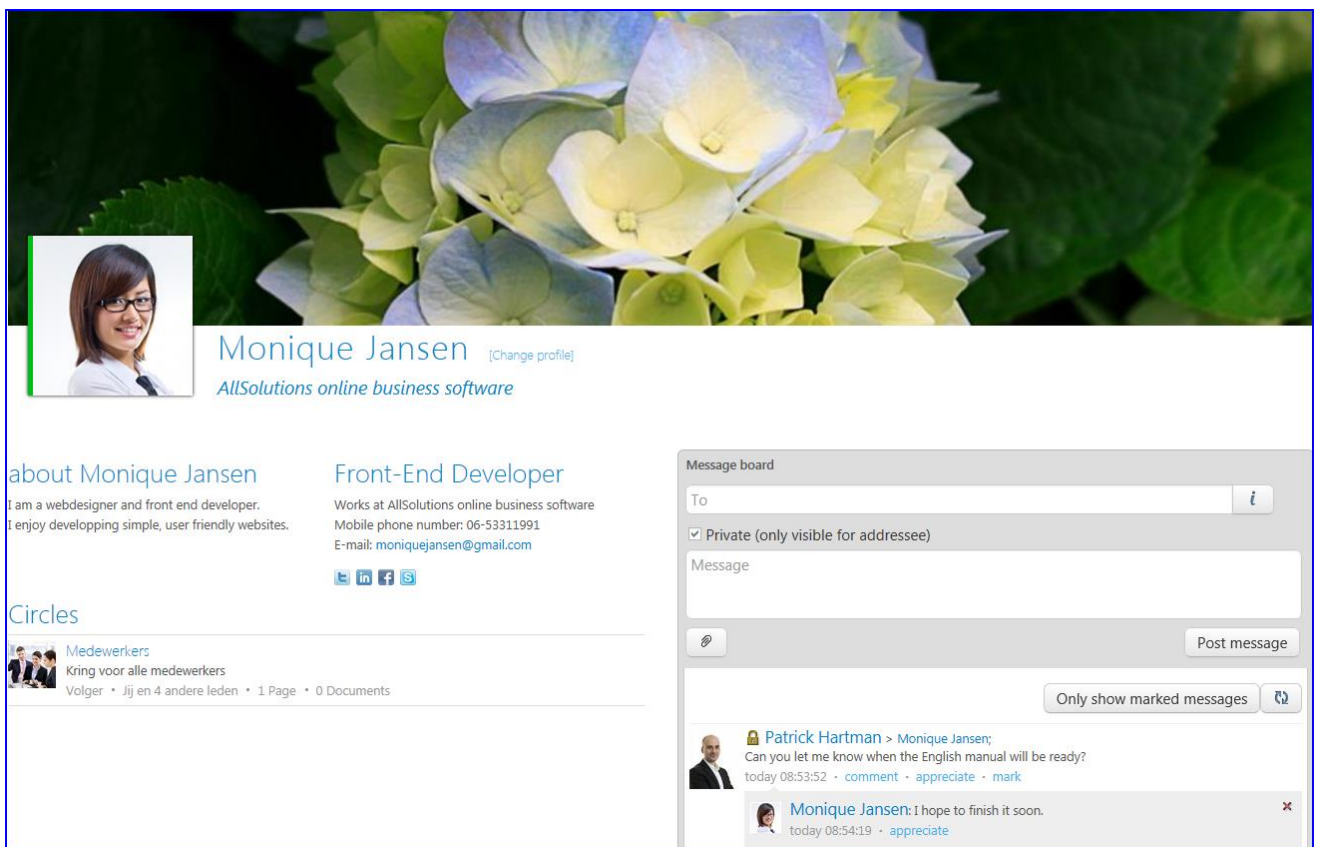 Monique Jansen [Change profile]
AllSolutions online business software
about Monique Jansen
I am a webdesigner and front end developer.
I enjoy developping simple, user friendly websites.
Front-End Developer
Works at AllSolutions online business software
Mobile phone number: 06-53311991
E-mail: moniquejansen@gmail.com
t in f S
Circles
Medewerkers
Kring voor alle medewerkers
Volger • Jij en 4 andere leden • 1 Page • 0 Documents
Message board
To
i
Private (only visible for addressee)
Message
Post message
Only show marked messages
Patrick Hartman > Monique Jansen;
Can you let me know when the English manual will be ready?
today 08:53:52 · comment · appreciate · mark
Monique Jansen: I hope to finish it soon.
today 08:54:19 · appreciate